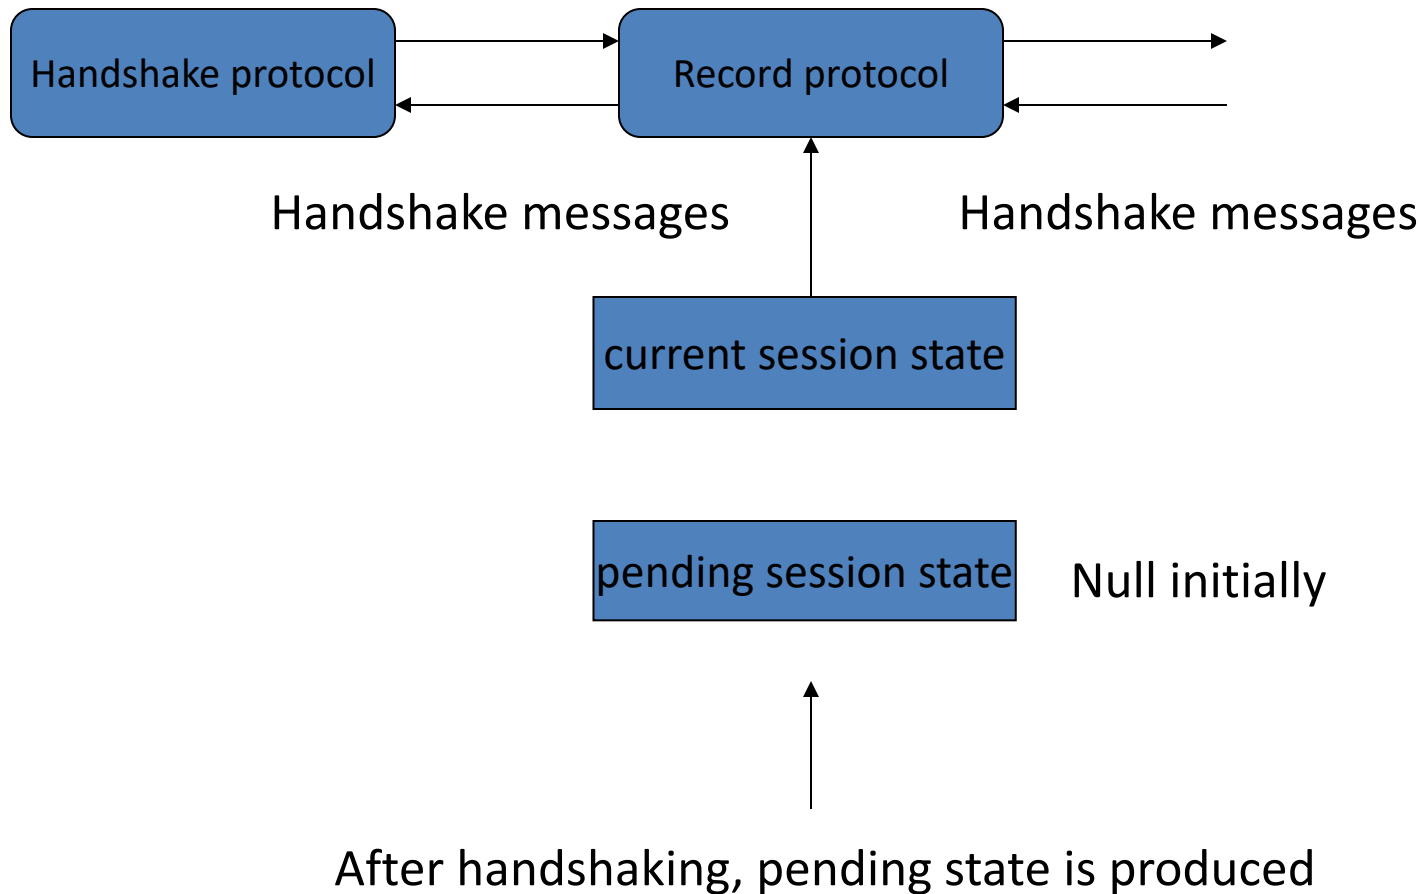 Handshake protocol
Record protocol
Handshake messages
Handshake messages
current session state
pending session state
Null initially
After handshaking, pending state is produced